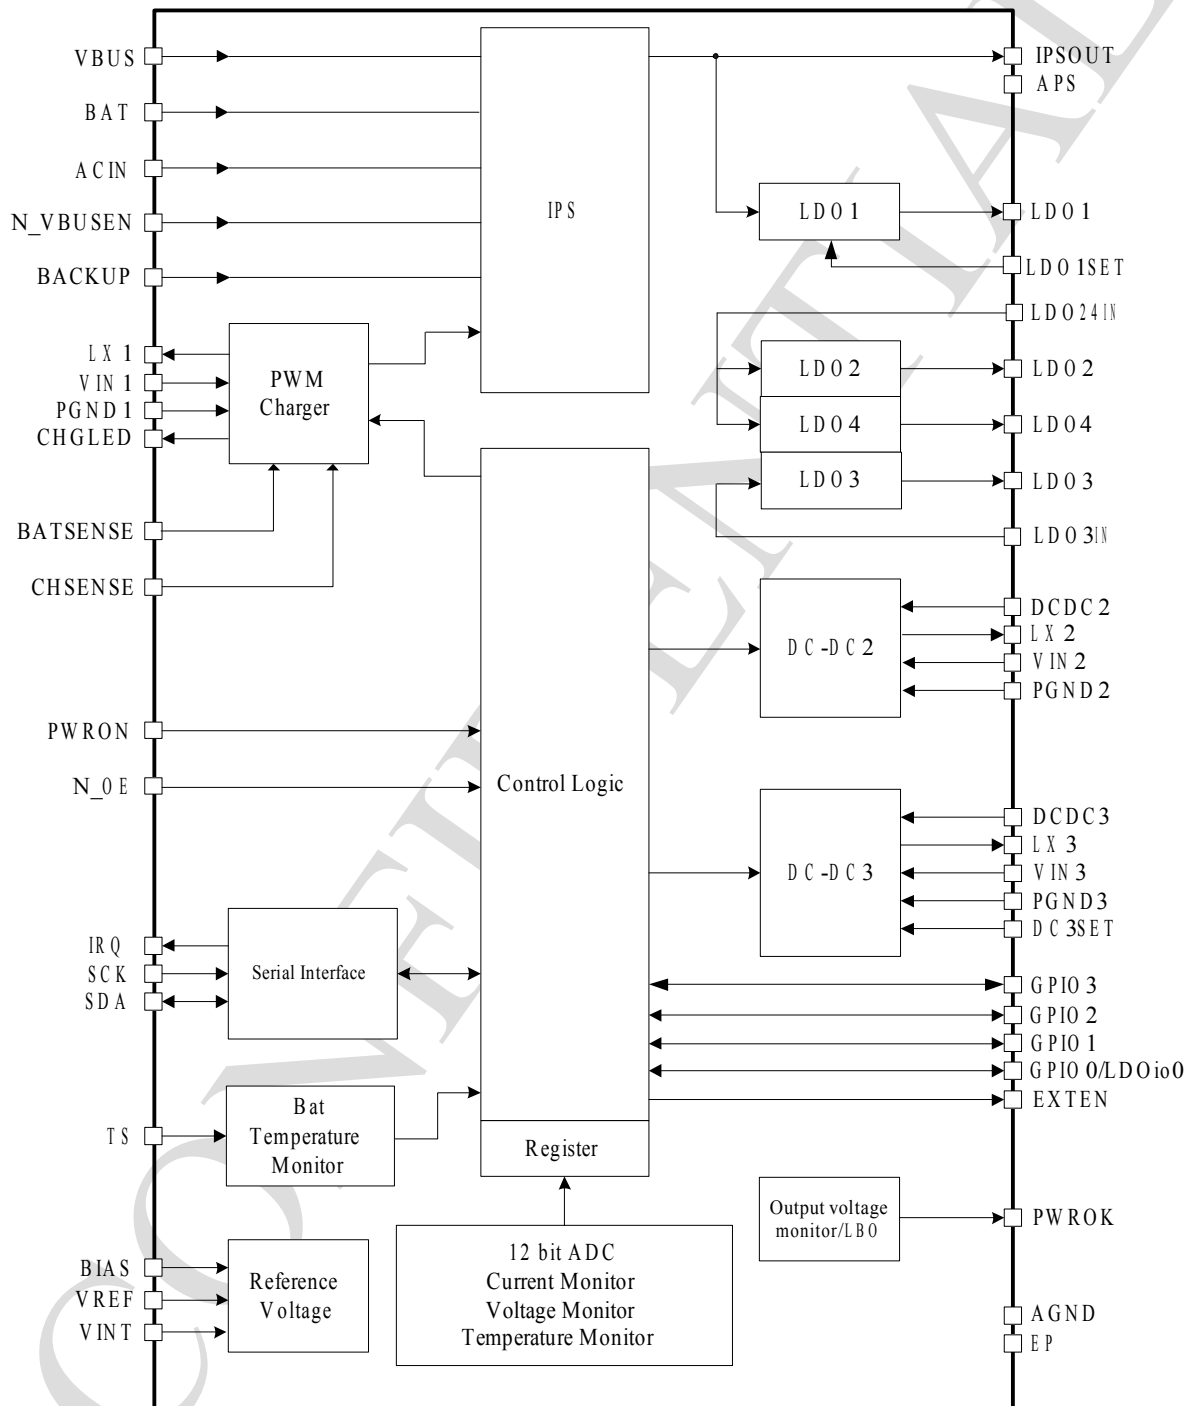 VBUS
BAT
ACIN
N_VBUSEN
BACKUP
LX1
VIN1
PGND1
CHGLED
BATSENSE
CHSENSE
PWRON
N_OE
IRQ
SCK
SDA
TS
BIAS
VREF
VINT
IPS
PWM
Charger
Control Logic
Serial Interface
Bat
Temperature
Monitor
Register
Reference
Voltage
12 bit ADC
Current Monitor
Voltage Monitor
Temperature Monitor
LDO1
LDO2
LDO4
LDO3
DC-DC2
DC-DC3
Output voltage
monitor/LBO
IPSOUT
APS
LDO1
LDO1SET
LDO24IN
LDO2
LDO4
LDO3
LDO3IN
DCDC2
LX2
VIN2
PGND2
DCDC3
LX3
VIN3
PGND3
DC3SET
GPIO3
GPIO2
GPIO1
GPIO0/LDOio0
EXTEN
PWROK
AGND
EP
CONFIDENTIAL